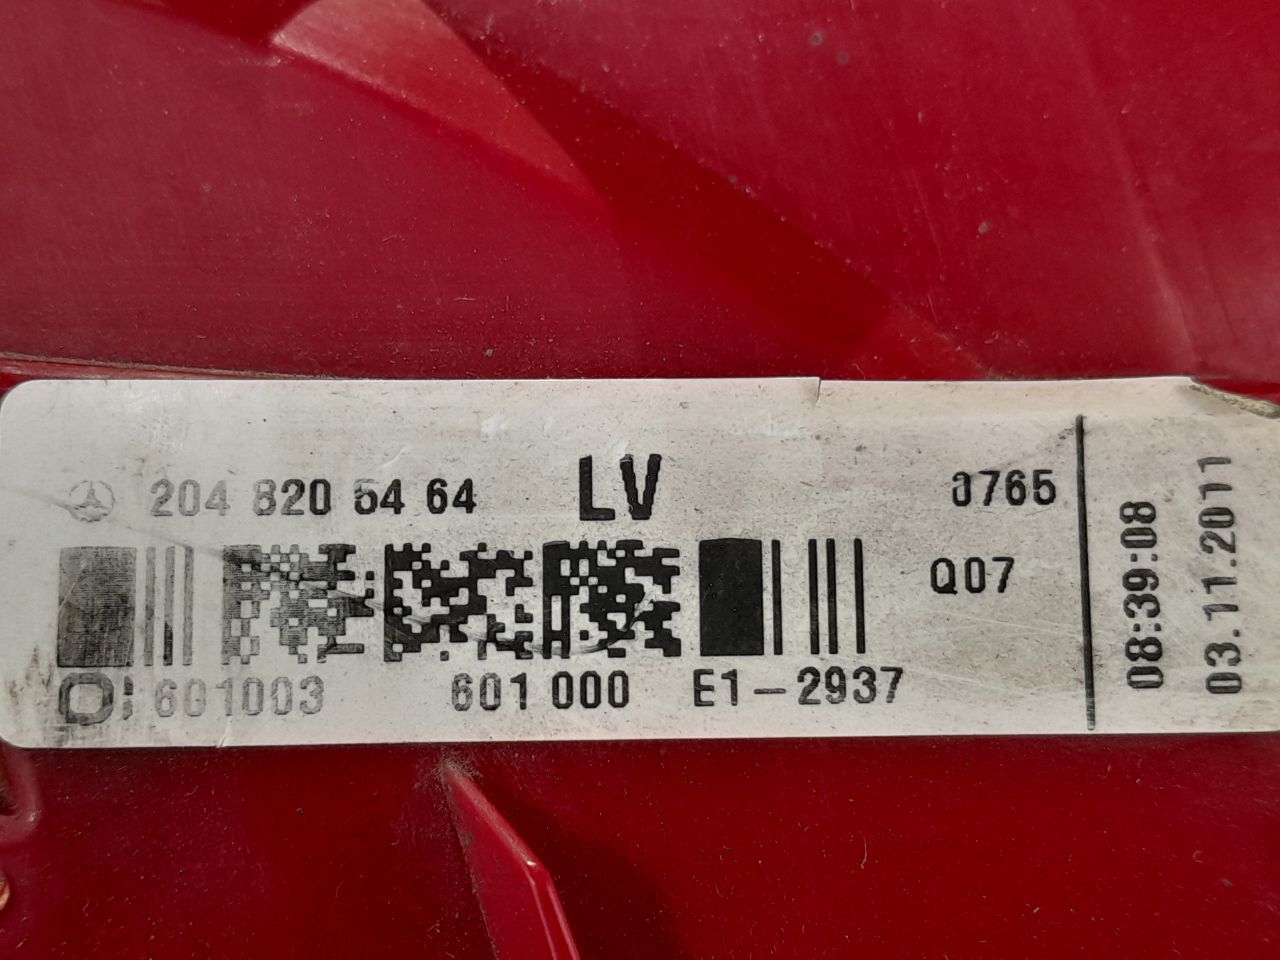 204 820 54 64 LV 0765
Q07
601003 601 000 E1-2937
08:39:08
03.11.2011